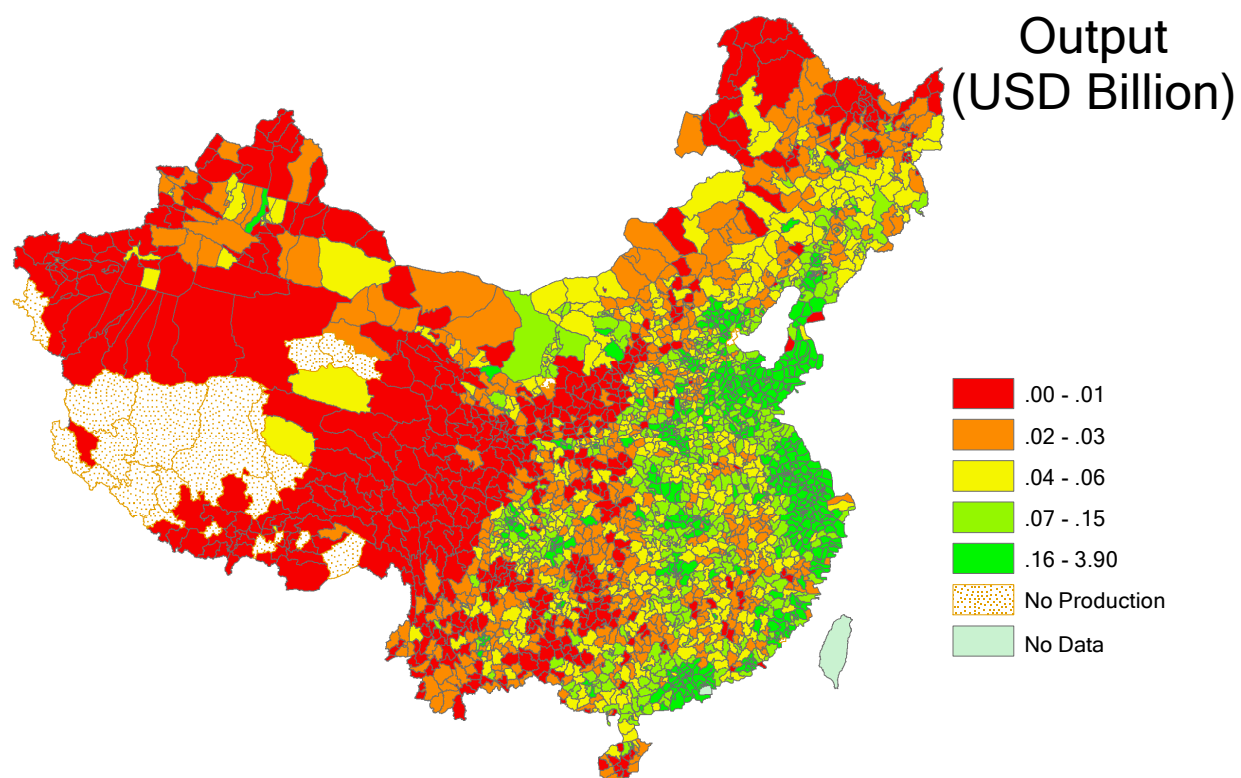 Output
(USD Billion)
.00 - .01
.02 - .03
.04 - .06
.07 - .15
.16 - 3.90
No Production
No Data